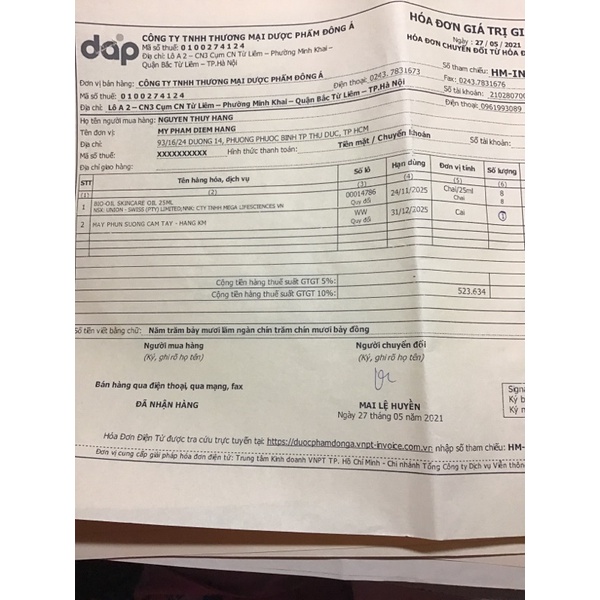 dap
CÔNG TY TNHH THƯƠNG MẠI DƯỢC PHẨM ĐÔNG Á
Mã số thuế: 0100274124
Địa chỉ: Lô A 2 - CN3 Cụm CN Từ Liêm - Phường Minh Khai -
Quận Bắc Từ Liêm - TP.Hà Nội
HÓA ĐƠN GIÁ TRỊ GI
Ngày : 27 / 05 / 2021
HÓA ĐƠN CHUYỂN ĐỔI TỪ HÓA Đ
Số tham chiếu: HM-IN
Đơn vị bán hàng: CÔNG TY TNHH THƯƠNG MẠI DƯỢC PHẨM ĐÔNG Á
Điện thoại: 0243.7831673
Fax: 0243.7831676
Mã số thuế: 0100274124
Số tài khoản: 2102807009
Địa chỉ: Lô A 2 - CN3 Cụm CN Từ Liêm - Phường Minh Khai - Quận Bắc Từ Liêm - TP.Hà Nội
Điện thoại: 0961993089
Họ tên người mua hàng: NGUYEN THUY HANG
Tên đơn vị: MY PHAM DIEM HANG
Địa chỉ: 93/16/24 DUONG 14, PHUONG PHUOC BINH TP THU DUC, TP HCM
Mã số thuế: XXXXXXXXXX Hình thức thanh toán: Tiền mặt / Chuyển khoản Số tài khoản:
Địa chỉ giao hàng:
STT Tên hàng hóa, dịch vụ Số lô Hạn dùng Đơn vị tính Số lượng
(1) (2) (3) (4) (5) (6)
1 BIO-OIL SKINCARE OIL 25ML 00014786 24/11/2025 Chai/25ml 8
NSX: UNION - SWISS (PTY) LIMITED,NNK: CTY TNHH MEGA LIFESCIENCES VN Quy đổi Chai 8
2 MAY PHUN SUONG CAM TAY - HANG KM WW 31/12/2025 Cai 1
Quy đổi
Cộng tiền hàng thuế suất GTGT 5%:
Cộng tiền hàng thuế suất GTGT 10%: 523.634
Số tiền viết bằng chữ: Năm trăm bảy mươi lăm ngàn chín trăm chín mươi bảy đồng
Người mua hàng Người chuyển đổi
(Ký, ghi rõ họ tên) (Ký, ghi rõ họ tên)
Bán hàng qua điện thoại, qua mạng, fax
ĐÃ NHẬN HÀNG
MAI LỆ HUYỀN
Ngày 27 tháng 05 năm 2021
Signa
Ký b
Ký n
Hóa Đơn Điện Tử được tra cứu trực tuyến tại: https://duocphamdonga.vnpt-invoice.com.vn nhập số tham chiếu: HM-
Đơn vị cung cấp giải pháp hóa đơn điện tử: Trung tâm Kinh doanh VNPT TP. Hồ Chí Minh - Chi nhánh Tổng Công ty Dịch vụ Viễn thôn